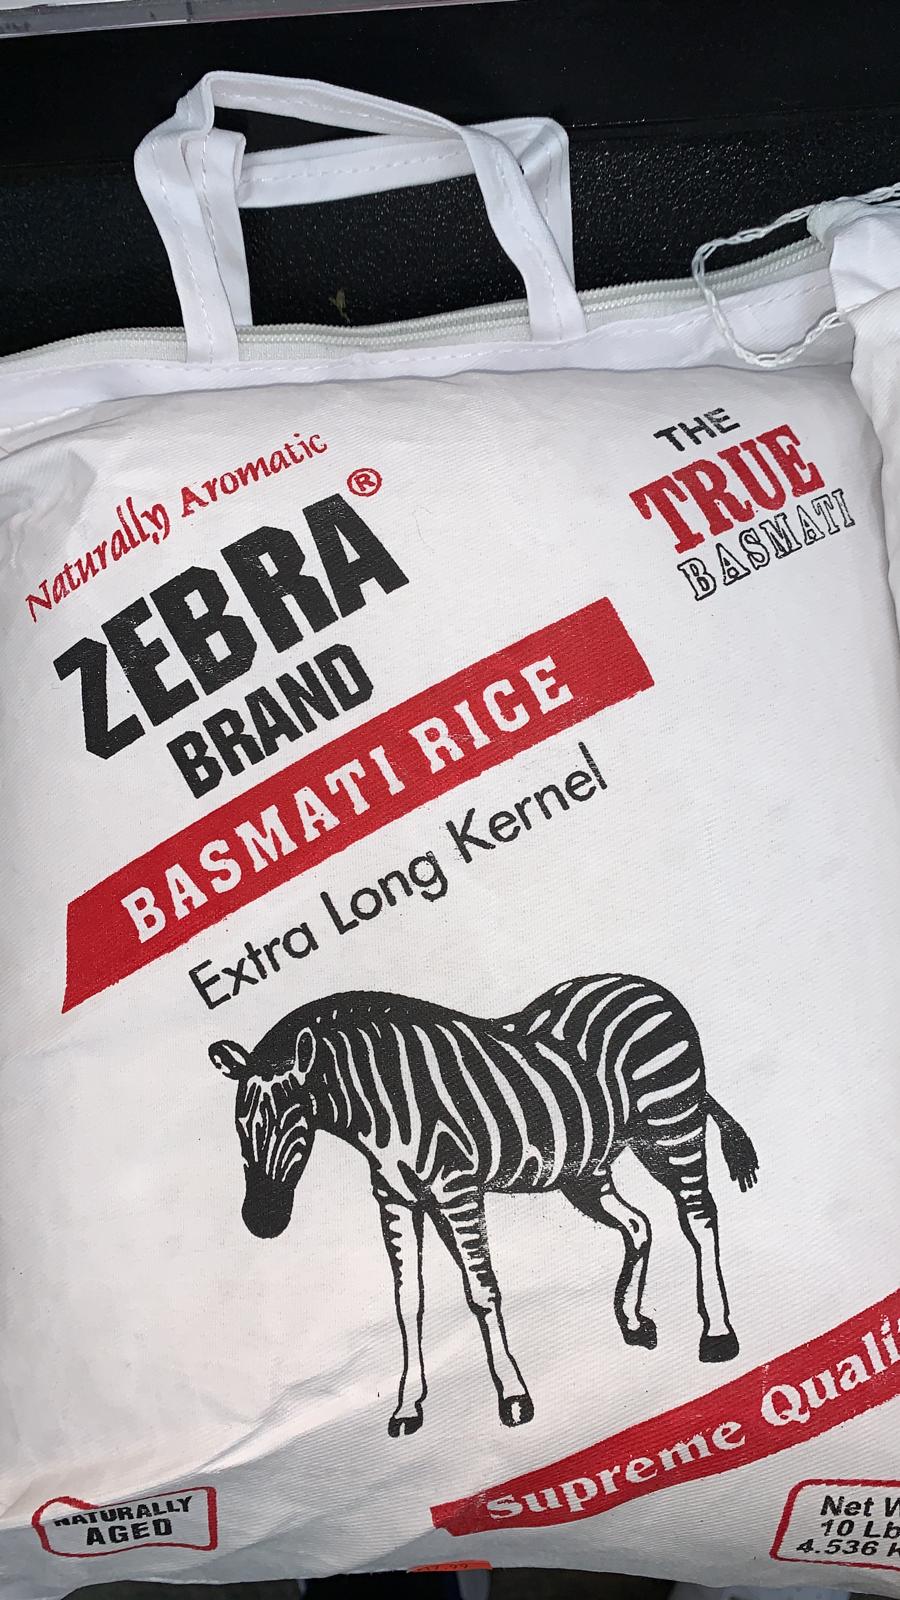 Naturally Aromatic
ZEBRA®
BRAND
THE
TRUE
BASMATI
BASMATI RICE
Extra Long Kernel
Supreme Qualit
NATURALLY
AGED
Net W
10 Lb
4.536 K